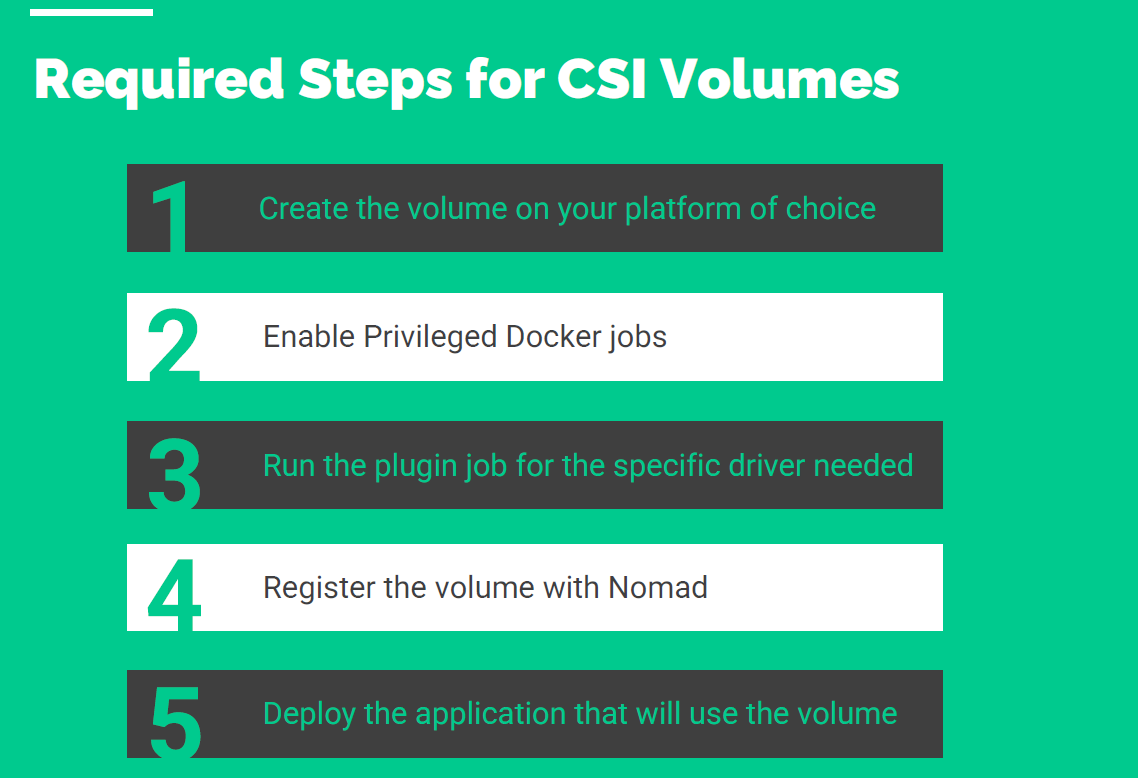 Required Steps for CSI Volumes
1 Create the volume on your platform of choice
2 Enable Privileged Docker jobs
3 Run the plugin job for the specific driver needed
4 Register the volume with Nomad
5 Deploy the application that will use the volume